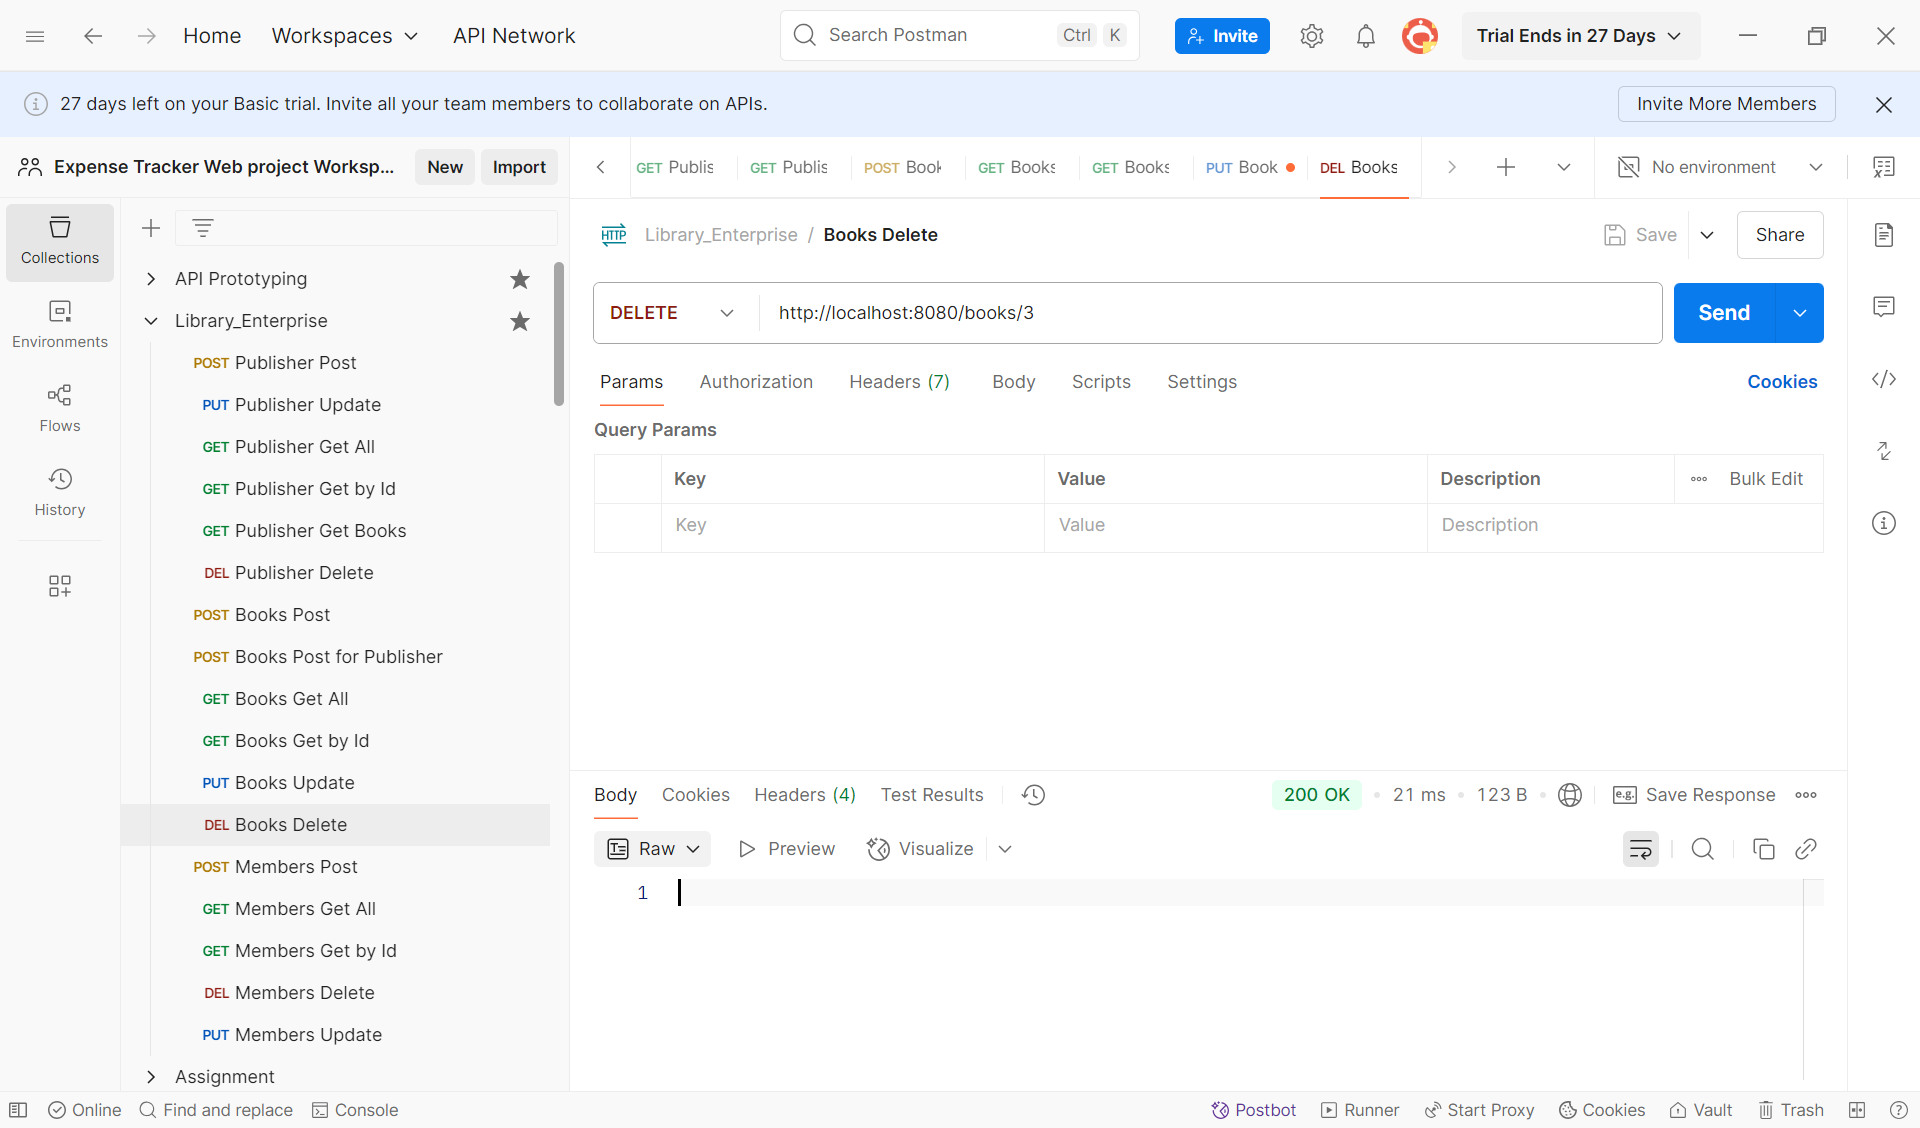 Home Workspaces API Network Search Postman Ctrl K Invite Trial Ends in 27 Days
27 days left on your Basic trial. Invite all your team members to collaborate on APIs. Invite More Members
Expense Tracker Web project Worksp... New Import
GET Publis GET Publis POST Book GET Books GET Books PUT Book DEL Books No environment
Collections
Environments
Flows
History
API Prototyping
Library_Enterprise
POST Publisher Post
PUT Publisher Update
GET Publisher Get All
GET Publisher Get by Id
GET Publisher Get Books
DEL Publisher Delete
POST Books Post
POST Books Post for Publisher
GET Books Get All
GET Books Get by Id
PUT Books Update
DEL Books Delete
POST Members Post
GET Members Get All
GET Members Get by Id
DEL Members Delete
PUT Members Update
Assignment
HTTP Library_Enterprise / Books Delete Save Share
DELETE http://localhost:8080/books/3 Send
Params Authorization Headers (7) Body Scripts Settings Cookies
Query Params
Key Value Description Bulk Edit
Key Value Description
Body Cookies Headers (4) Test Results 200 OK 21 ms 123 B e.g. Save Response
Raw Preview Visualize
1
Online Find and replace Console Postbot Runner Start Proxy Cookies Vault Trash